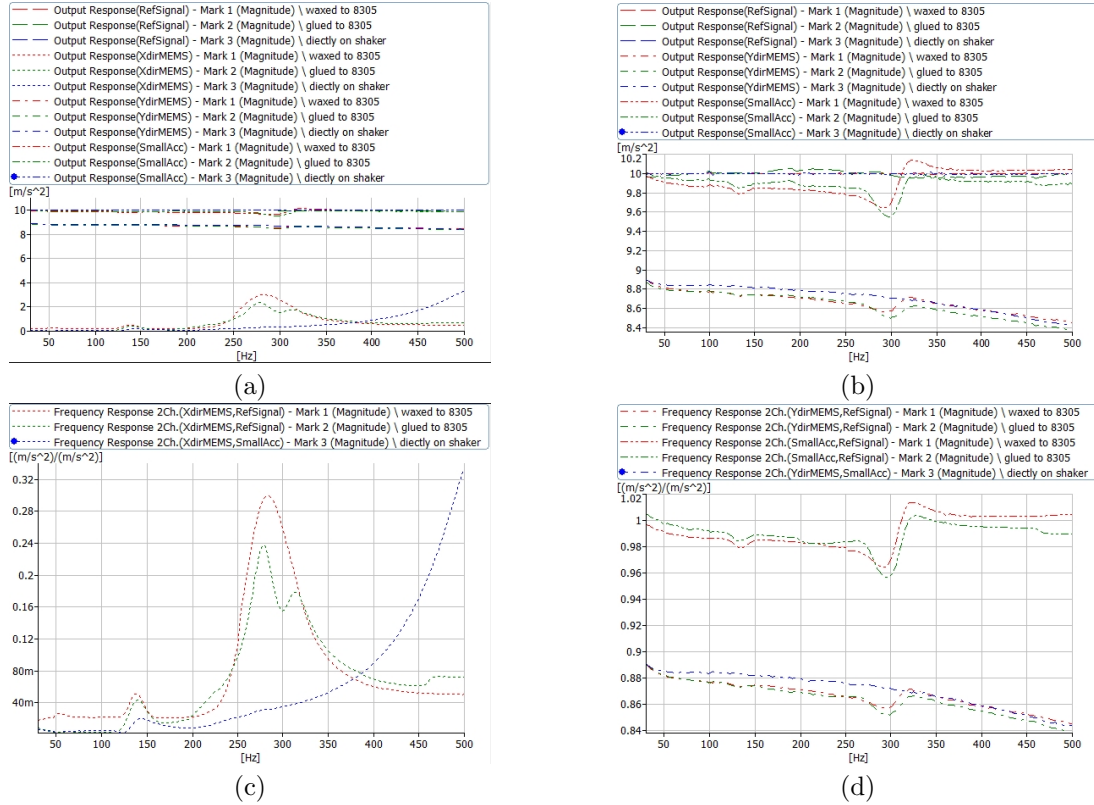 Output Response(RefSignal) - Mark 1 (Magnitude) \ waxed to 8305
Output Response(RefSignal) - Mark 2 (Magnitude) \ glued to 8305
Output Response(RefSignal) - Mark 3 (Magnitude) \ diectly on shaker
Output Response(XdirMEMS) - Mark 1 (Magnitude) \ waxed to 8305
Output Response(XdirMEMS) - Mark 2 (Magnitude) \ glued to 8305
Output Response(XdirMEMS) - Mark 3 (Magnitude) \ diectly on shaker
Output Response(YdirMEMS) - Mark 1 (Magnitude) \ waxed to 8305
Output Response(YdirMEMS) - Mark 2 (Magnitude) \ glued to 8305
Output Response(YdirMEMS) - Mark 3 (Magnitude) \ diectly on shaker
Output Response(SmallAcc) - Mark 1 (Magnitude) \ waxed to 8305
Output Response(SmallAcc) - Mark 2 (Magnitude) \ glued to 8305
Output Response(SmallAcc) - Mark 3 (Magnitude) \ diectly on shaker
[m/s^2]
10
8
6
4
2
0
50 100 150 200 250 300 350 400 450 500
[Hz]
(a)
Output Response(RefSignal) - Mark 1 (Magnitude) \ waxed to 8305
Output Response(RefSignal) - Mark 2 (Magnitude) \ glued to 8305
Output Response(RefSignal) - Mark 3 (Magnitude) \ diectly on shaker
Output Response(YdirMEMS) - Mark 1 (Magnitude) \ waxed to 8305
Output Response(YdirMEMS) - Mark 2 (Magnitude) \ glued to 8305
Output Response(YdirMEMS) - Mark 3 (Magnitude) \ diectly on shaker
Output Response(SmallAcc) - Mark 1 (Magnitude) \ waxed to 8305
Output Response(SmallAcc) - Mark 2 (Magnitude) \ glued to 8305
Output Response(SmallAcc) - Mark 3 (Magnitude) \ diectly on shaker
[m/s^2]
10.2
10
9.8
9.6
9.4
9.2
9
8.8
8.6
8.4
50 100 150 200 250 300 350 400 450 500
[Hz]
(b)
Frequency Response 2Ch.(XdirMEMS,RefSignal) - Mark 1 (Magnitude) \ waxed to 8305
Frequency Response 2Ch.(XdirMEMS,RefSignal) - Mark 2 (Magnitude) \ glued to 8305
Frequency Response 2Ch.(XdirMEMS,SmallAcc) - Mark 3 (Magnitude) \ diectly on shaker
[(m/s^2)/(m/s^2)]
0.32
0.28
0.24
0.2
0.16
0.12
80m
40m
50 100 150 200 250 300 350 400 450 500
[Hz]
(c)
Frequency Response 2Ch.(YdirMEMS,RefSignal) - Mark 1 (Magnitude) \ waxed to 8305
Frequency Response 2Ch.(YdirMEMS,RefSignal) - Mark 2 (Magnitude) \ glued to 8305
Frequency Response 2Ch.(SmallAcc,RefSignal) - Mark 1 (Magnitude) \ waxed to 8305
Frequency Response 2Ch.(SmallAcc,RefSignal) - Mark 2 (Magnitude) \ glued to 8305
Frequency Response 2Ch.(YdirMEMS,SmallAcc) - Mark 3 (Magnitude) \ diectly on shaker
[(m/s^2)/(m/s^2)]
1.02
1
0.98
0.96
0.94
0.92
0.9
0.88
0.86
0.84
50 100 150 200 250 300 350 400 450 500
[Hz]
(d)